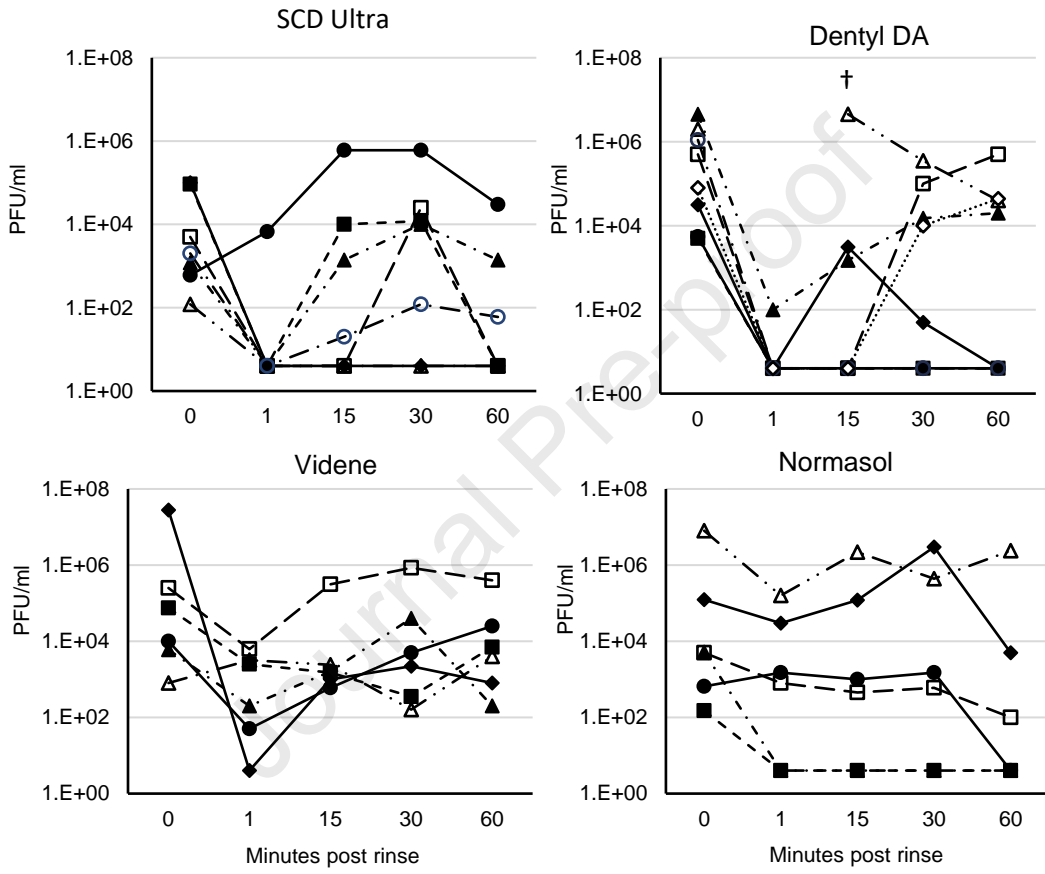 SCD Ultra
1.E+08
1.E+06
1.E+04
1.E+02
1.E+00
PFU/ml
0 1 15 30 60
Dentyl DA
†
1.E+08
1.E+06
1.E+04
1.E+02
1.E+00
PFU/ml
0 1 15 30 60
Videne
1.E+08
1.E+06
1.E+04
1.E+02
1.E+00
PFU/ml
0 1 15 30 60
Minutes post rinse
Normasol
1.E+08
1.E+06
1.E+04
1.E+02
1.E+00
PFU/ml
0 1 15 30 60
Minutes post rinse
Journal Pre-proof